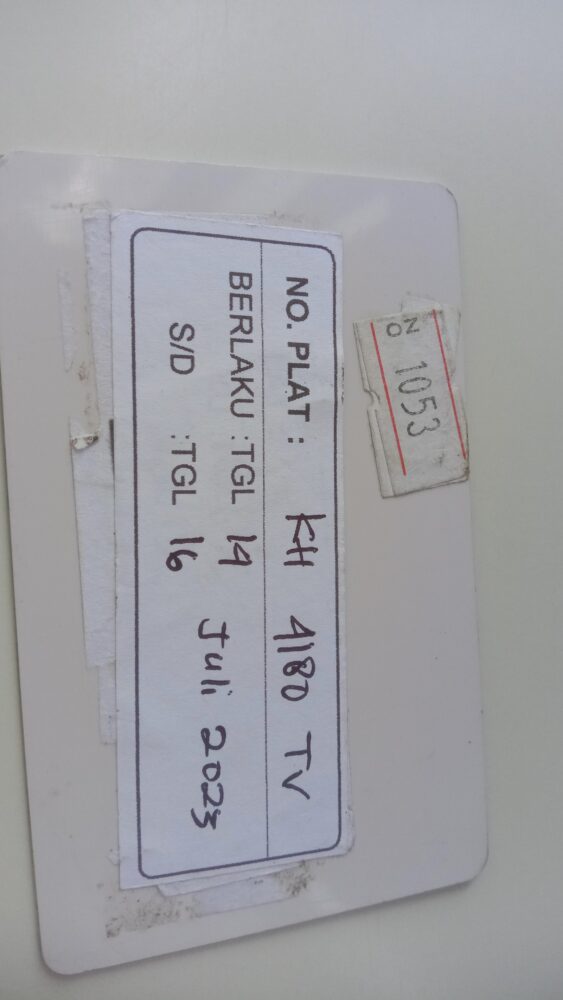 NO 1053
NO. PLAT : KH 4180 TV
BERLAKU : TGL 14 Juli 2023
S/D : TGL 16